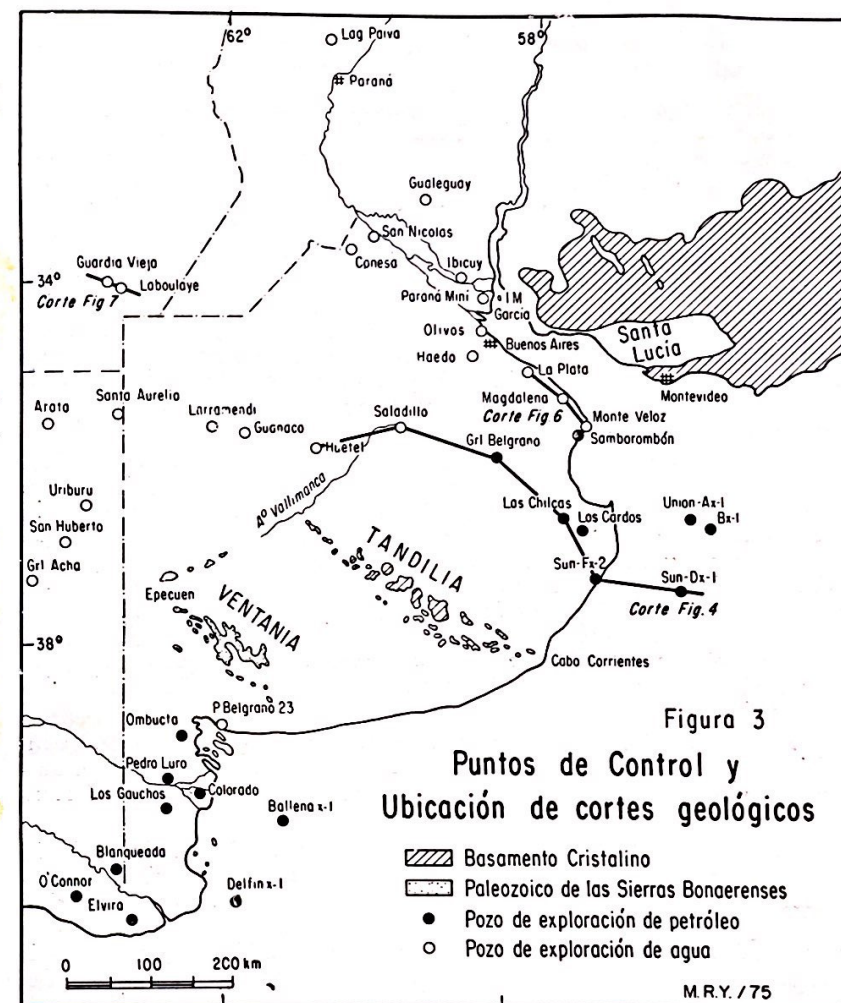 62°
58°
Lag Paiva
Paraná
Gualeguay
San Nicolas
Conesa
Ibicuy
34°
Guardia Vieja
Laboulaye
Corte Fig 7
Paraná Mini
I M
García
Olivos
Buenos Aires
Haedo
Santa
Lucía
Montevideo
La Plata
Magdalena
Corte Fig 6
Monte Veloz
Samborombón
Arata
Santa Aurelia
Larramendi
Guanaco
Huetel
Saladillo
Grl Belgrano
Aº Vallimanca
Las Chilcas
Los Cardos
Union-Ax-1
Bx-1
Uriburu
San Huberto
Grl Acha
TANDILIA
Sun-Fx-2
Sun-Dx-1
Corte Fig. 4
Epecuen
VENTANIA
38°
Cabo Corrientes
P Belgrano 23
Ombucta
Pedro Luro
Los Gauchos
Colorado
Ballena x-1
Blanqueada
O'Connor
Elvira
Delfin x-1
Figura 3
Puntos de Control y
Ubicación de cortes geológicos
Basamento Cristalino
Paleozoico de las Sierras Bonaerenses
Pozo de exploración de petróleo
Pozo de exploración de agua
0 100 200 km
M.R.Y. / 75